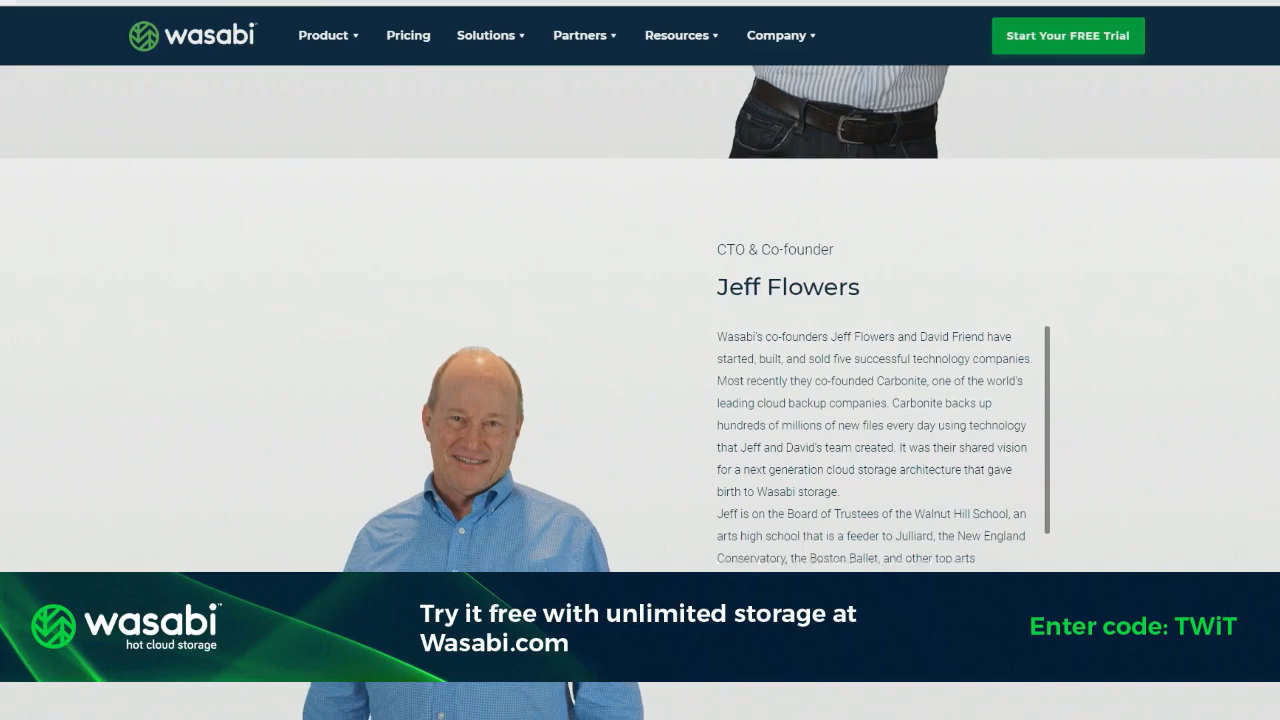 wasabi
Product
Pricing
Solutions
Partners
Resources
Company
Start Your FREE Trial
CTO & Co-founder
Jeff Flowers
Wasabi's co-founders Jeff Flowers and David Friend have
started, built, and sold five successful technology companies.
Most recently they co-founded Carbonite, one of the world's
leading cloud backup companies. Carbonite backs up
hundreds of millions of new files every day using technology
that Jeff and David's team created. It was their shared vision
for a next generation cloud storage architecture that gave
birth to Wasabi storage.
Jeff is on the Board of Trustees of the Walnut Hill School, an
arts high school that is a feeder to Julliard, the New England
Conservatory, the Boston Ballet, and other top arts
wasabi™
hot cloud storage
Try it free with unlimited storage at
Wasabi.com
Enter code: TWiT